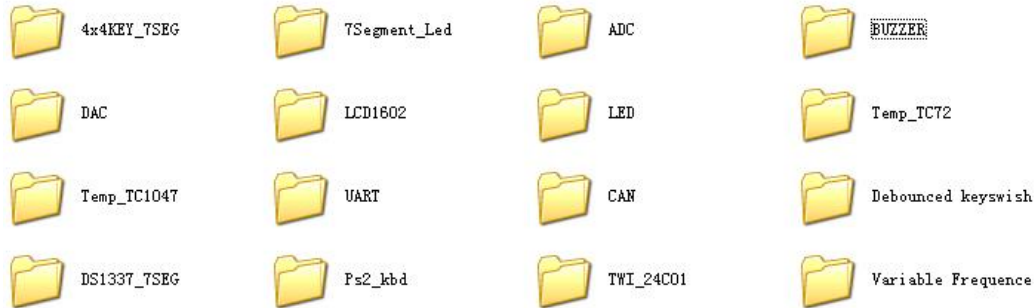 4x4KEY_7SEG 7Segment_Led ADC BUZZER
DAC LCD1602 LED Temp_TC72
Temp_TC1047 UART CAN Debounced keyswish
DS1337_7SEG Ps2_kbd TWI_24C01 Variable Frequence